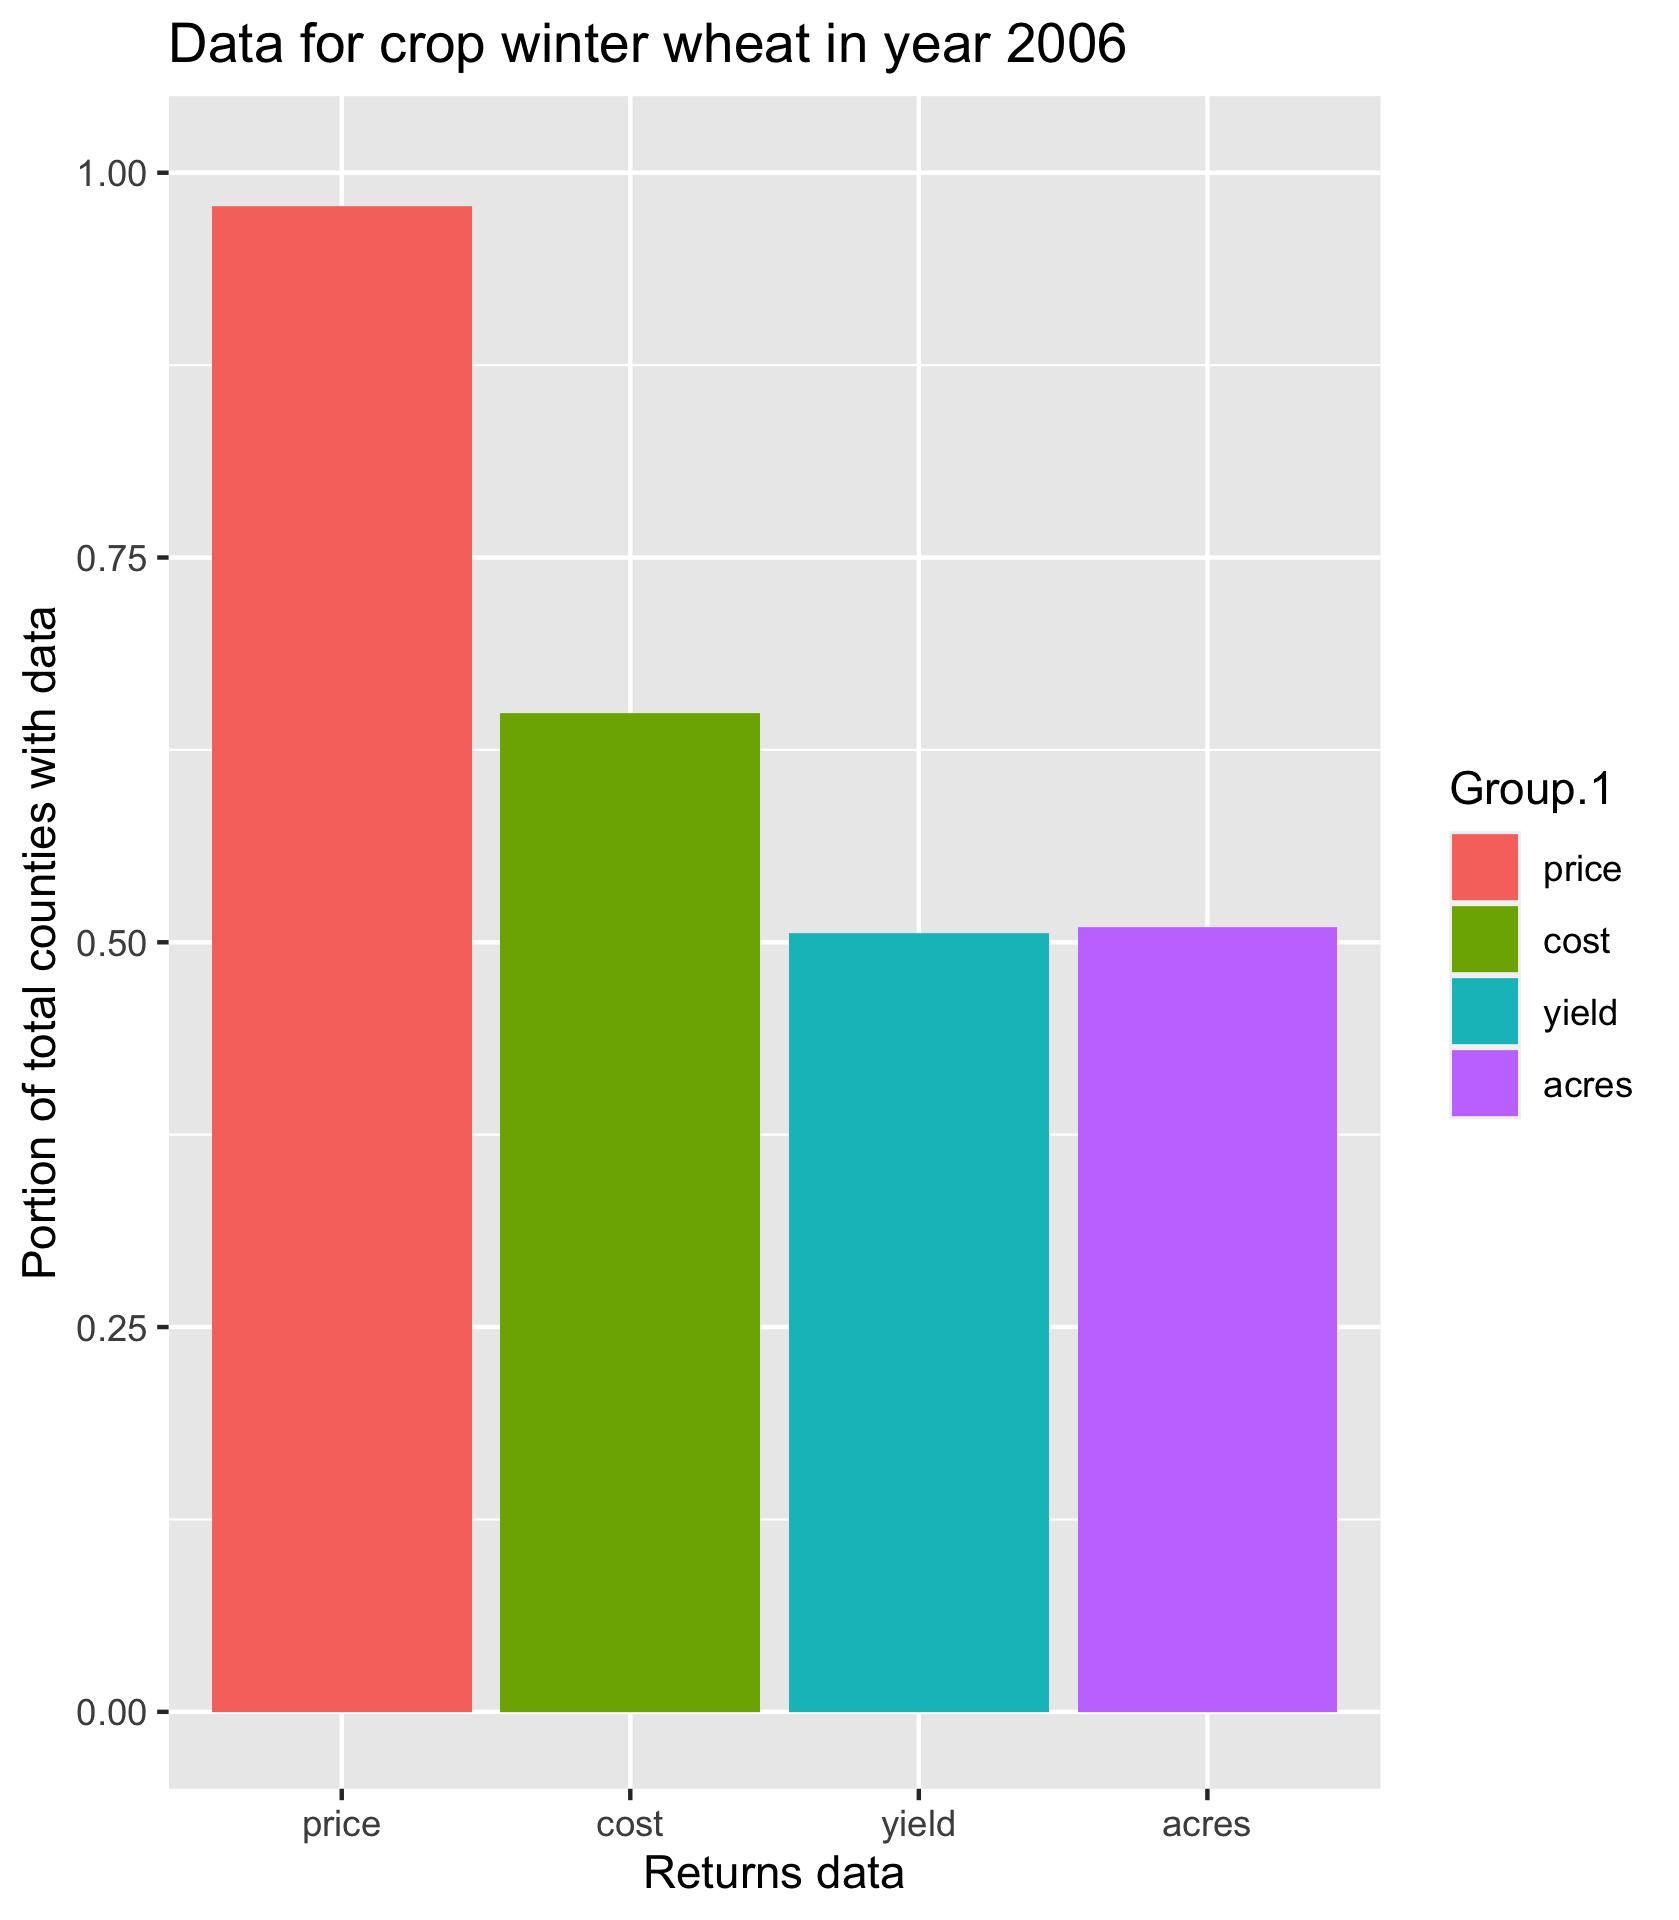 Data for crop winter wheat in year 2006
Portion of total counties with data
1.00
0.75
0.50
0.25
0.00
price
cost
yield
acres
Returns data
Group.1
price
cost
yield
acres